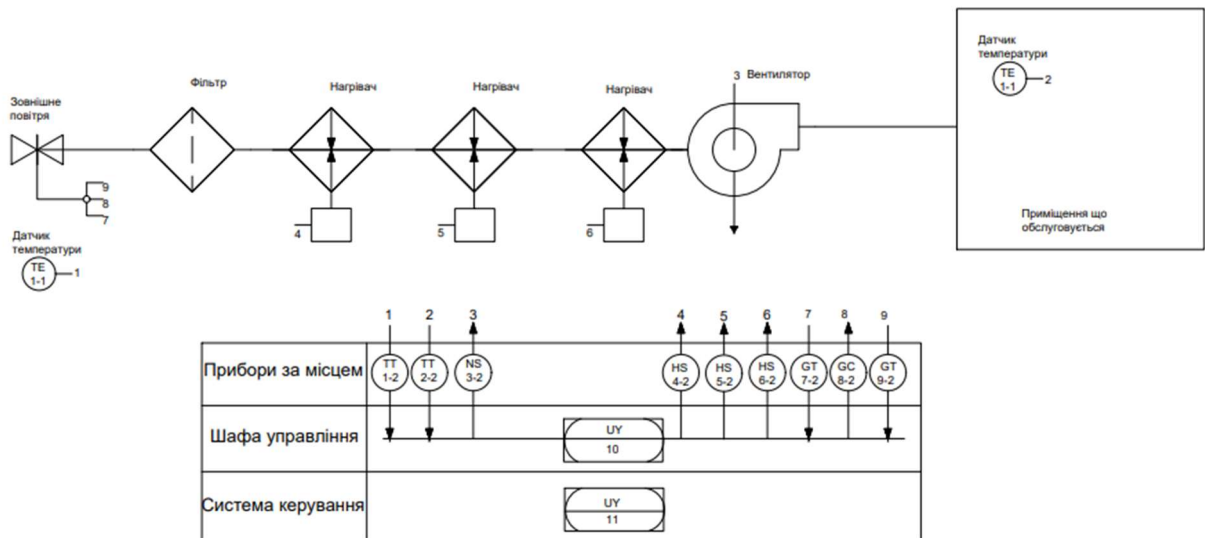 Датчик
температури
TE
1-1
2
3 Вентилятор
Фільтр
Нагрівач
Нагрівач
Нагрівач
Зовнішне
повітря
9
8
7
4
5
6
Приміщення що
обслуговується
Датчик
температури
TE
1-1
1
1 2 3 4 5 6 7 8 9
Прибори за місцем
TT
1-2
TT
2-2
NS
3-2
HS
4-2
HS
5-2
HS
6-2
GT
7-2
GC
8-2
GT
9-2
Шафа управління
UY
10
Система керування
UY
11